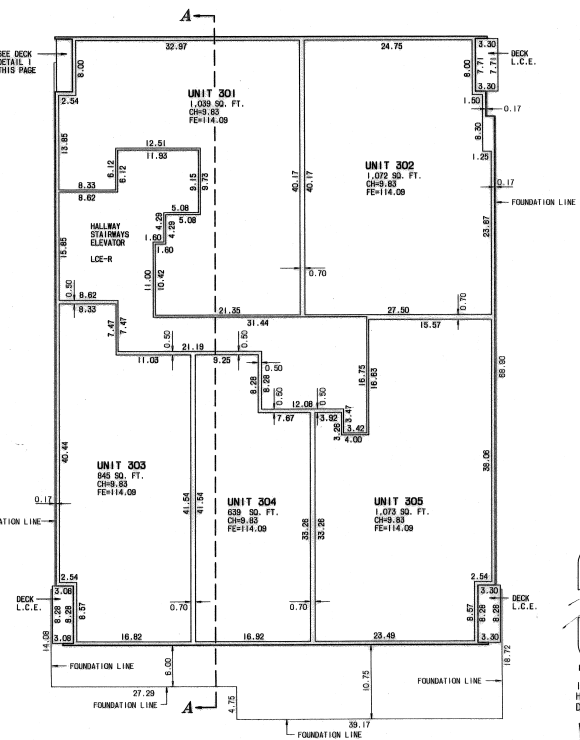 A
SEE DECK
DETAIL 1
THIS PAGE
32.97
24.75
3.30
DECK
L.C.E.
8.00
8.00
7.71
7.71
3.30
2.54
1.50
0.17
UNIT 301
1,039 SQ. FT.
CH=9.83
FE=114.09
13.85
8.30
12.51
11.93
1.25
6.12
6.12
9.15
9.73
40.17
40.17
UNIT 302
1,072 SQ. FT.
CH=9.83
FE=114.09
0.17
8.33
8.62
FOUNDATION LINE
5.08
5.08
4.29
4.29
HALLWAY
STAIRWAYS
ELEVATOR
LCE-R
1.60
1.60
15.85
23.67
11.00
10.42
0.70
0.50
8.62
8.33
21.35
31.44
27.50
0.70
15.57
7.47
7.47
0.50
0.50
21.19
11.03
9.25
0.50
8.28
8.28
16.75
16.63
68.80
0.50
0.50
12.08
7.67
3.92
3.47
3.28
3.42
4.00
40.44
38.06
UNIT 303
845 SQ. FT.
CH=9.83
FE=114.09
41.54
41.54
UNIT 304
639 SQ. FT.
CH=9.83
FE=114.09
33.26
33.26
UNIT 305
1,073 SQ. FT.
CH=9.83
FE=114.09
0.17
ATION LINE
2.54
2.54
3.08
3.30
DECK
L.C.E.
8.28
8.28
8.57
0.70
0.70
8.57
8.28
8.28
DECK
L.C.E.
3.08
16.82
16.92
23.49
3.30
14.08
FOUNDATION LINE
6.00
10.75
18.72
FOUNDATION LINE
27.29
FOUNDATION LINE
A
4.75
39.17
FOUNDATION LINE